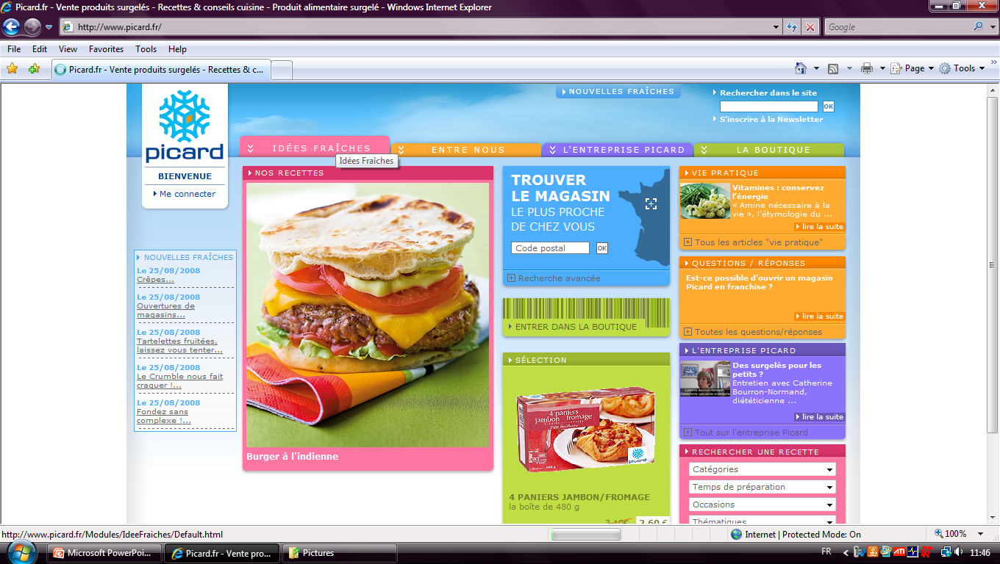 Picard.fr - Vente produits surgelés - Recettes & conseils cuisine - Produit alimentaire surgelé - Windows Internet Explorer
http://www.picard.fr/
Google
File Edit View Favorites Tools Help
Picard.fr - Vente produits surgelés - Recettes & c...
Page Tools
NOUVELLES FRAÎCHES
Rechercher dans le site
OK
S'inscrire à la Newsletter
picard
BIENVENUE
Me connecter
IDÉES FRAÎCHES
ENTRE NOUS
L'ENTREPRISE PICARD
LA BOUTIQUE
Idées Fraîches
NOUVELLES FRAÎCHES
Le 25/08/2008
Crêpes...
Le 25/08/2008
Ouvertures de
magasins...
Le 25/08/2008
Tartelettes fruitées,
laissez vous tenter...
Le 25/08/2008
Le Crumble nous fait
craquer !...
Le 25/08/2008
Fondez sans
complexe !...
NOS RECETTES
Burger à l'indienne
TROUVER
LE MAGASIN
LE PLUS PROCHE
DE CHEZ VOUS
Code postal
OK
Recherche avancée
ENTRER DANS LA BOUTIQUE
SÉLECTION
4 paniers
jambon fromage
picard
4 PANIERS JAMBON/FROMAGE
la boîte de 480 g
3,10€ 2,60 €
VIE PRATIQUE
Vitamines : conservez
l'énergie
« Amine nécessaire à la
vie », l'étymologie du ...
lire la suite
Tous les articles "vie pratique"
QUESTIONS / RÉPONSES
Est-ce possible d'ouvrir un magasin
Picard en franchise ?
lire la suite
Toutes les questions/réponses
L'ENTREPRISE PICARD
Des surgelés pour les
petits ?
Entretien avec Catherine
Bourron-Normand,
diététicienne ...
lire la suite
Tout sur l'entreprise Picard
RECHERCHER UNE RECETTE
Catégories
Temps de préparation
Occasions
Thématiques
http://www.picard.fr/Modules/IdeeFraiches/Default.html
Internet | Protected Mode: On
100%
Microsoft PowerPoi...
Picard.fr - Vente pro...
Pictures
FR
ATI
11:46